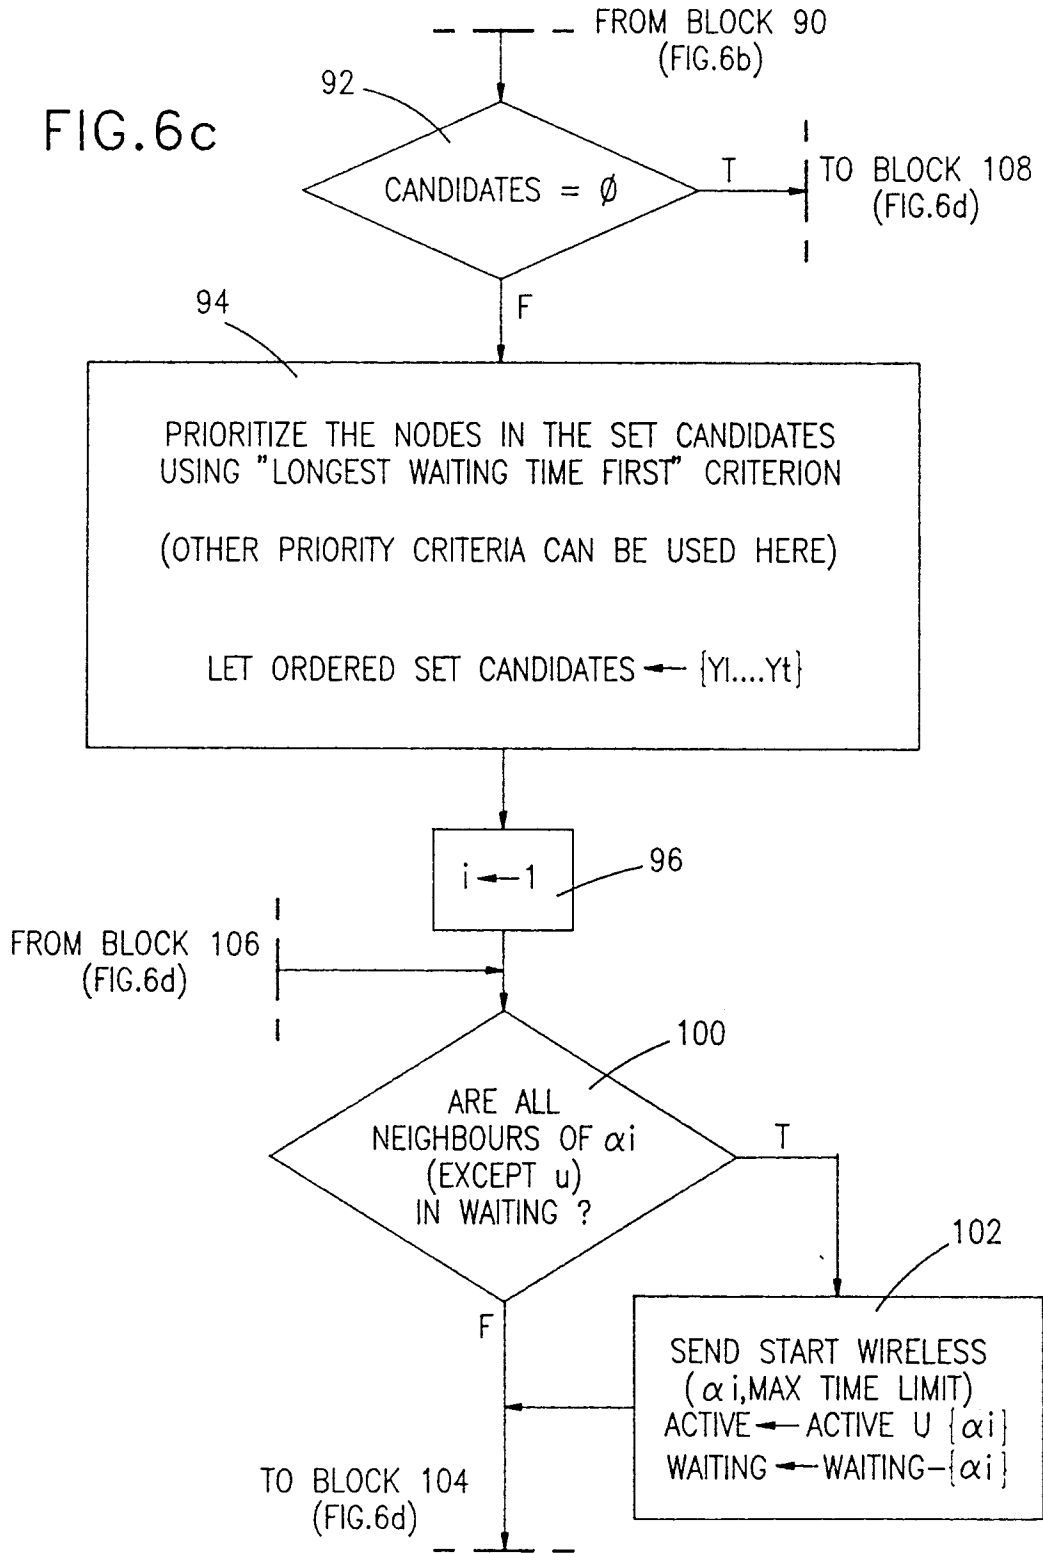 FROM BLOCK 90
(FIG.6b)
92
FIG.6c
CANDIDATES = Ø
T
TO BLOCK 108
(FIG.6d)
F
94
PRIORITIZE THE NODES IN THE SET CANDIDATES
USING "LONGEST WAITING TIME FIRST" CRITERION
(OTHER PRIORITY CRITERIA CAN BE USED HERE)
LET ORDERED SET CANDIDATES ← {Yl....Yt}
i ← 1
96
FROM BLOCK 106
(FIG.6d)
100
ARE ALL
NEIGHBOURS OF αi
(EXCEPT u)
IN WAITING ?
T
102
F
SEND START WIRELESS
(αi,MAX TIME LIMIT)
ACTIVE ← ACTIVE U {αi}
WAITING ← WAITING-{αi}
TO BLOCK 104
(FIG.6d)